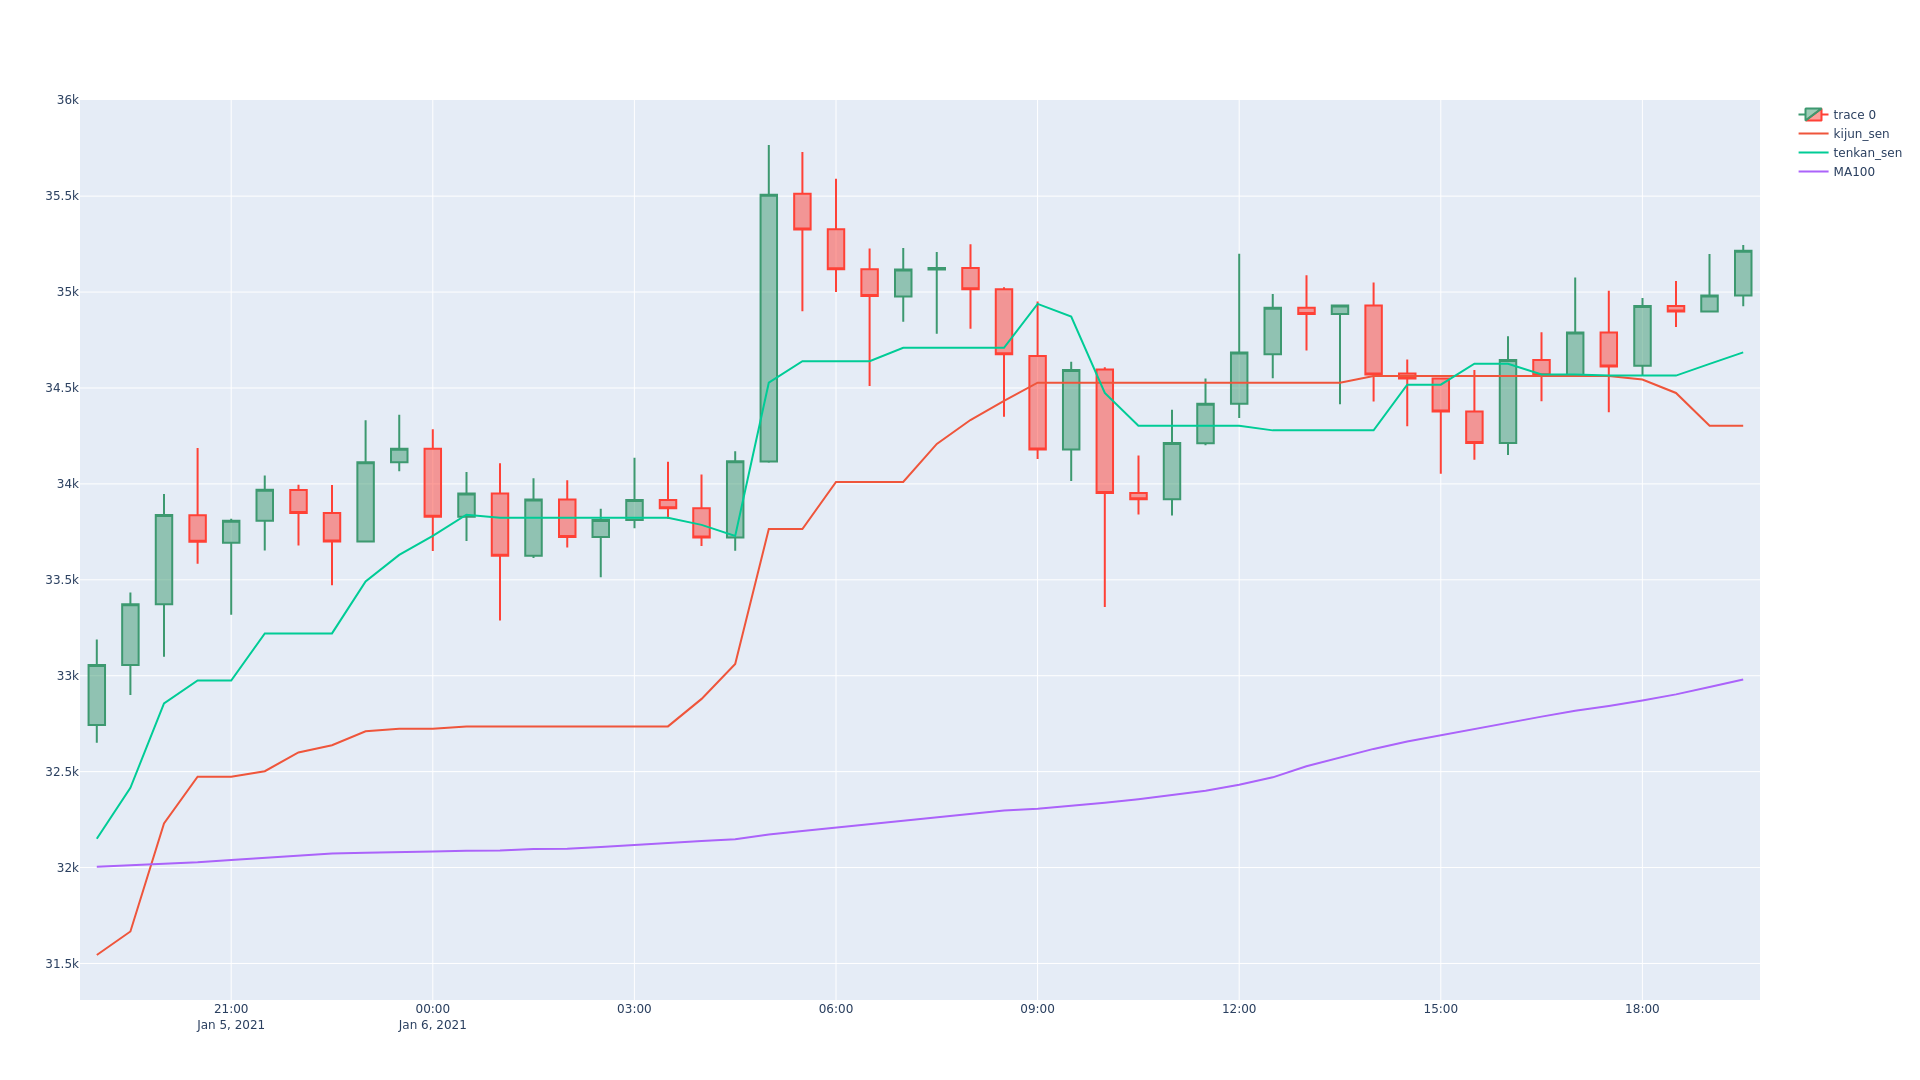 36k
35.5k
35k
34.5k
34k
33.5k
33k
32.5k
32k
31.5k
21:00
Jan 5, 2021
00:00
Jan 6, 2021
03:00
06:00
09:00
12:00
15:00
18:00
trace 0
kijun_sen
tenkan_sen
MA100